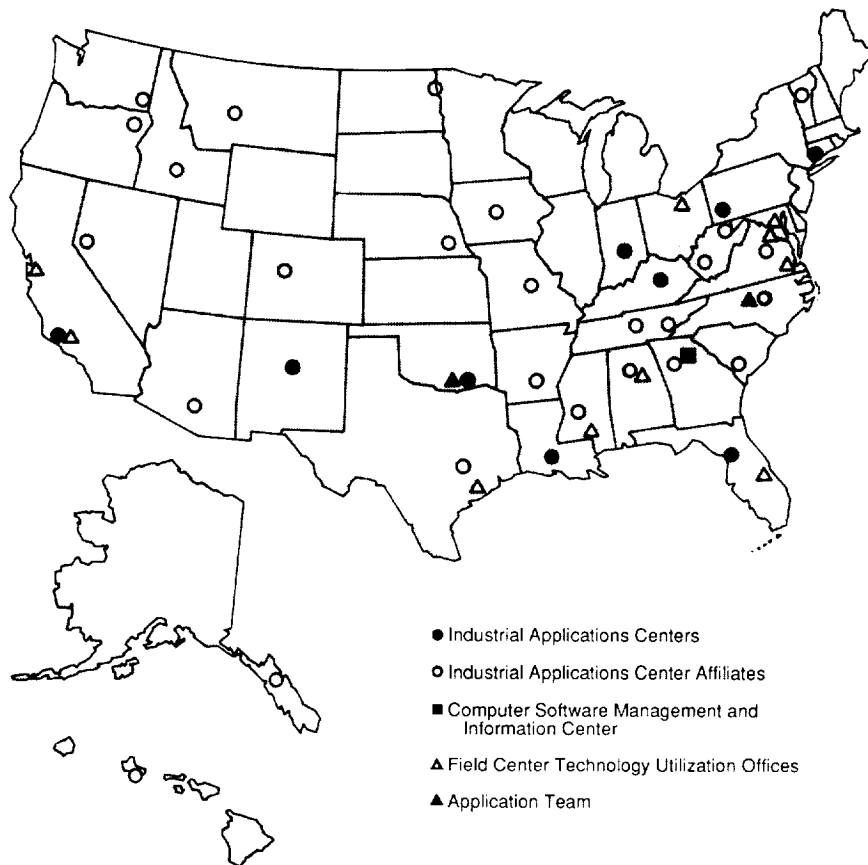 Industrial Applications Centers
Industrial Applications Center Affiliates
Computer Software Management and
Information Center
Field Center Technology Utilization Offices
Application Team